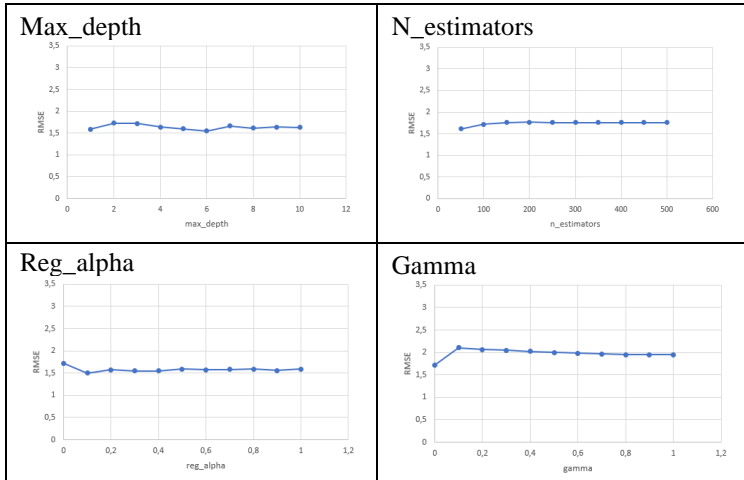 Max_depth
3,5
3
2,5
2
1,5
1
0,5
0
RMSE
0 2 4 6 8 10 12
max_depth
N_estimators
3,5
3
2,5
2
1,5
1
0,5
0
RMSE
0 100 200 300 400 500 600
n_estimators
Reg_alpha
3,5
3
2,5
2
1,5
1
0,5
0
RMSE
0 0,2 0,4 0,6 0,8 1 1,2
reg_alpha
Gamma
3,5
3
2,5
2
1,5
1
0,5
0
RMSE
0 0,2 0,4 0,6 0,8 1 1,2
gamma